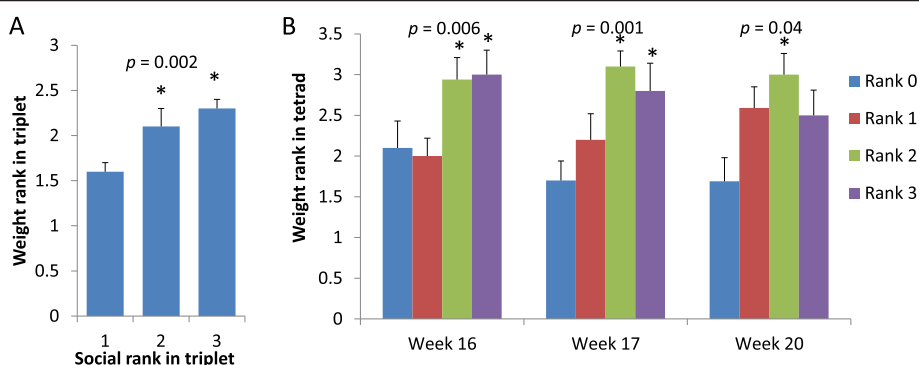 A
3
2.5
2
1.5
1
0.5
0
Weight rank in triplet
p = 0.002
*
*
1 2 3
Social rank in triplet
B
3.5
3
2.5
2
1.5
1
0.5
0
Weight rank in tetrad
p = 0.006
* *
p = 0.001
* *
p = 0.04
*
Week 16 Week 17 Week 20
Rank 0
Rank 1
Rank 2
Rank 3